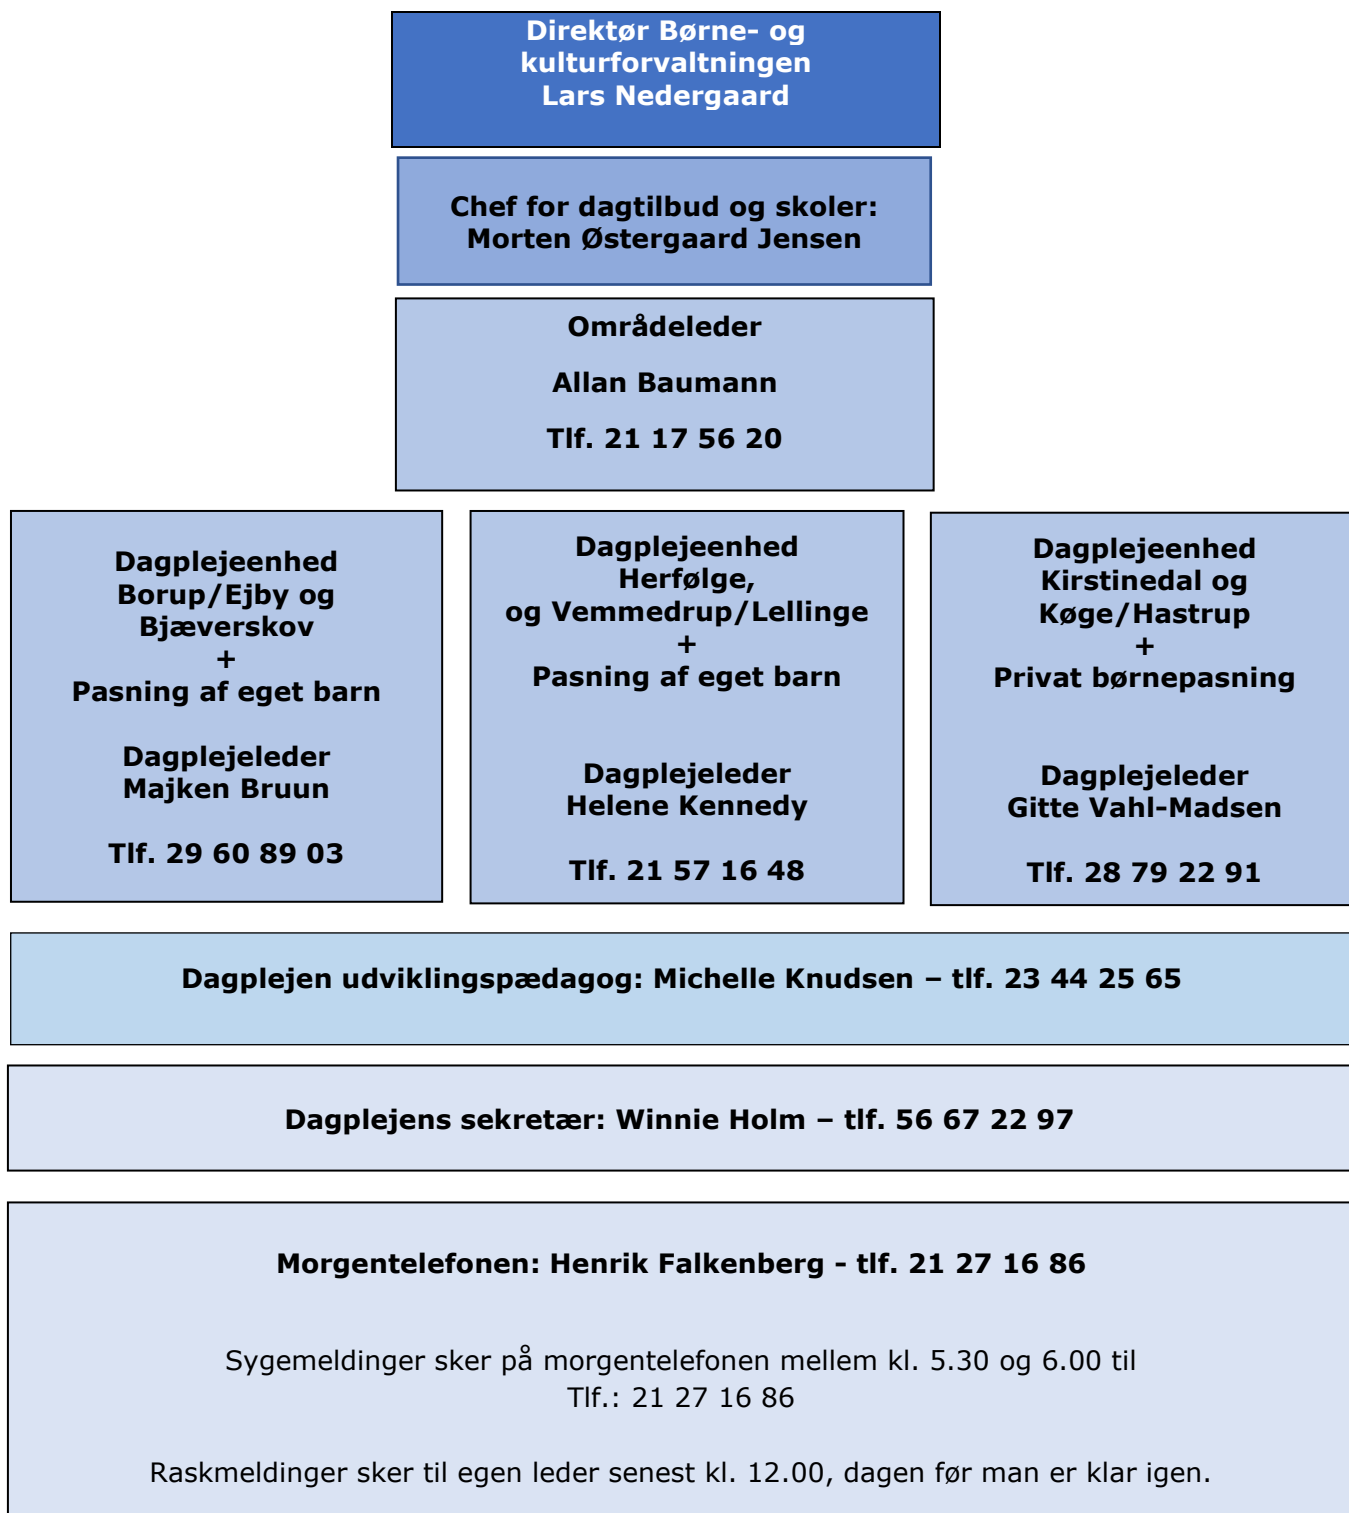 Direktør Børne- og
kulturforvaltningen
Lars Nedergaard
Chef for dagtilbud og skoler:
Morten Østergaard Jensen
Områdeleder
Allan Baumann
Tlf. 21 17 56 20
Dagplejeenhed
Borup/Ejby og
Bjæverskov
+
Pasning af eget barn
Dagplejeleder
Majken Bruun
Tlf. 29 60 89 03
Dagplejeenhed
Herfølge,
og Vemmedrup/Lellinge
+
Pasning af eget barn
Dagplejeleder
Helene Kennedy
Tlf. 21 57 16 48
Dagplejeenhed
Kirstinedal og
Køge/Hastrup
+
Privat børnepasning
Dagplejeleder
Gitte Vahl-Madsen
Tlf. 28 79 22 91
Dagplejen udviklingspædagog: Michelle Knudsen – tlf. 23 44 25 65
Dagplejens sekretær: Winnie Holm – tlf. 56 67 22 97
Morgentelefonen: Henrik Falkenberg - tlf. 21 27 16 86
Sygemeldinger sker på morgentelefonen mellem kl. 5.30 og 6.00 til
Tlf.: 21 27 16 86
Raskmeldinger sker til egen leder senest kl. 12.00, dagen før man er klar igen.